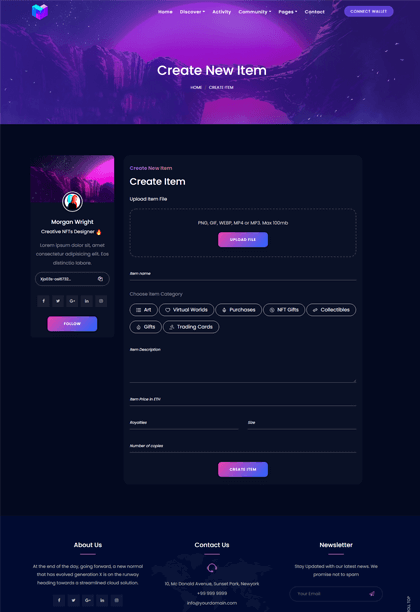 Home Discover Activity Community Pages Contact CONNECT WALLET
Create New Item
HOME CREATE ITEM
Morgan Wright
Creative NFTs Designer 🔥
Lorem ipsum dolor sit, amet
consectetur adipisicing elit. Eos
distinctio labore.
FOLLOW
Create New Item
Create Item
Upload Item File
PNG, GIF, WEBP, MP4 or MP3. Max 100mb
UPLOAD FILE
Item name
Choose Item Category
Art Virtual Worlds Purchases NFT Gifts Collectibles
Gifts Trading Cards
Item Description
Item Price in ETH
Royalties Size
Number of copies
CREATE ITEM
About Us
At the end of the day, going forward, a new normal
that has evolved generation X is on the runway
heading towards a streamlined cloud solution.
Contact Us
10, Mc Donald Avenue, Sunset Park, Newyork
+99 999 9999
info@yourdomain.com
Newsletter
Stay Updated with our latest news. We
promise not to spam
Your Email